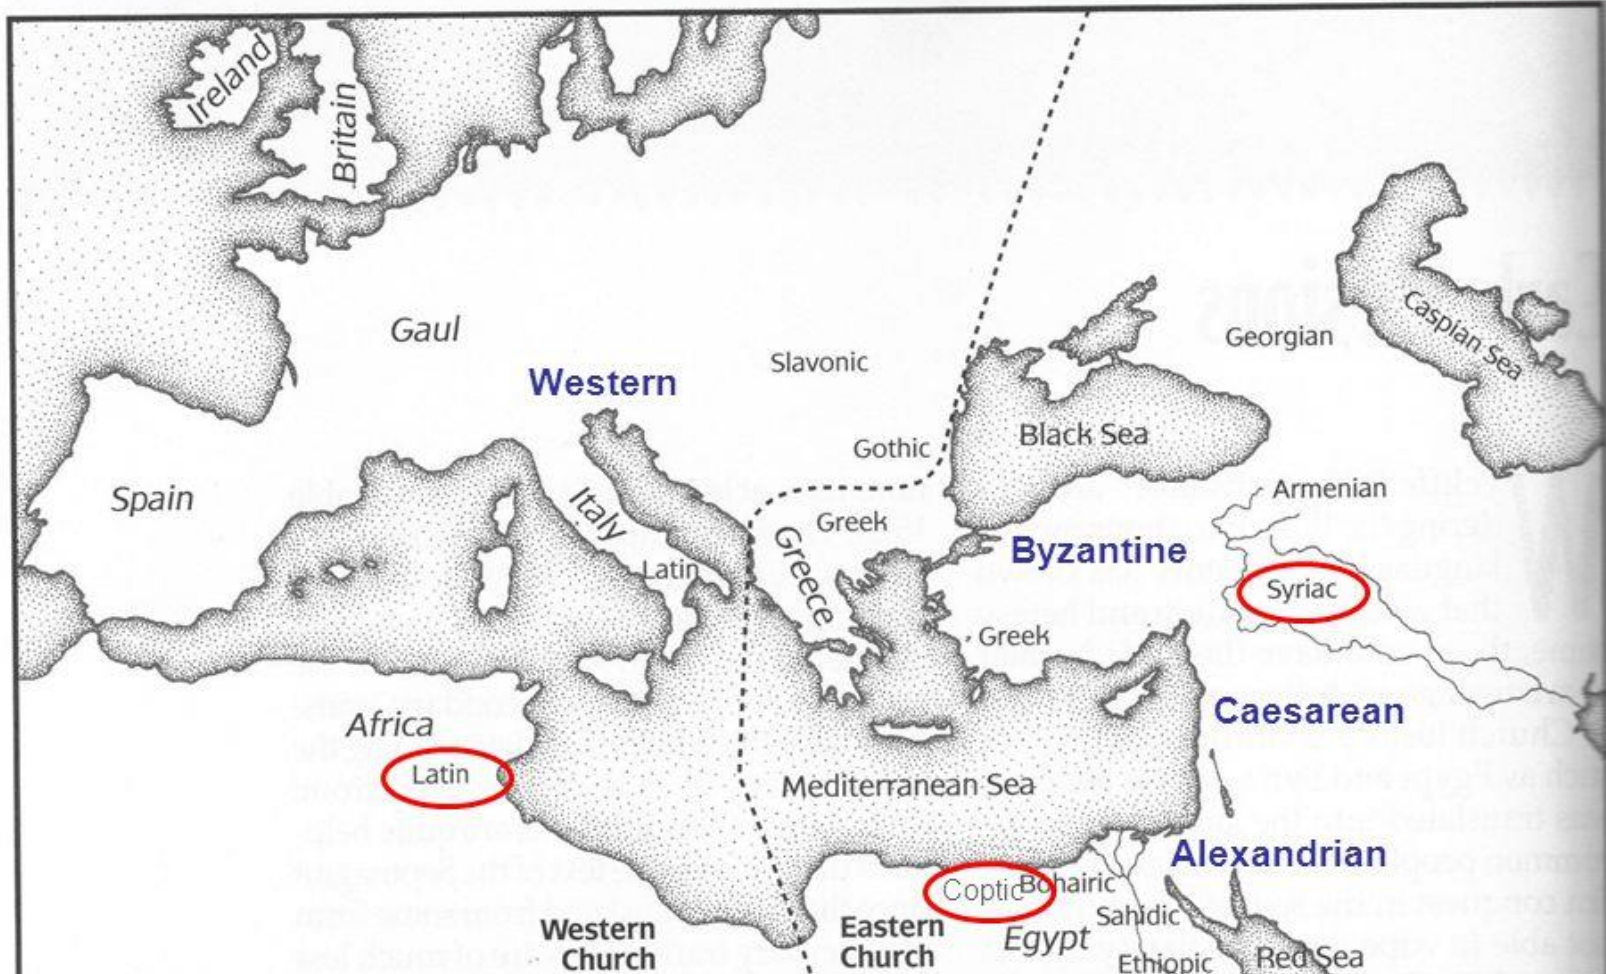 Ireland
Britain
Gaul
Western
Slavonic
Georgian
Caspian Sea
Gothic
Black Sea
Spain
Italy
Armenian
Greek
Greece
Byzantine
Latin
Syriac
Greek
Africa
Caesarean
Latin
Mediterranean Sea
Alexandrian
Coptic
Bohairic
Sahidic
Western
Church
Eastern
Church
Egypt
Ethiopic
Red Sea